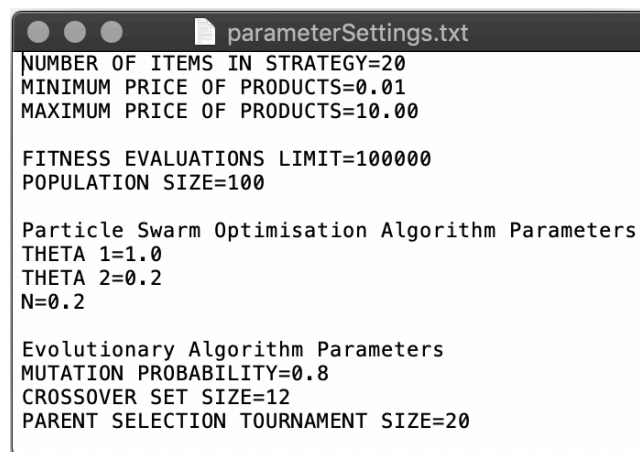 parameterSettings.txt
NUMBER OF ITEMS IN STRATEGY=20
MINIMUM PRICE OF PRODUCTS=0.01
MAXIMUM PRICE OF PRODUCTS=10.00
FITNESS EVALUATIONS LIMIT=100000
POPULATION SIZE=100
Particle Swarm Optimisation Algorithm Parameters
THETA 1=1.0
THETA 2=0.2
N=0.2
Evolutionary Algorithm Parameters
MUTATION PROBABILITY=0.8
CROSSOVER SET SIZE=12
PARENT SELECTION TOURNAMENT SIZE=20